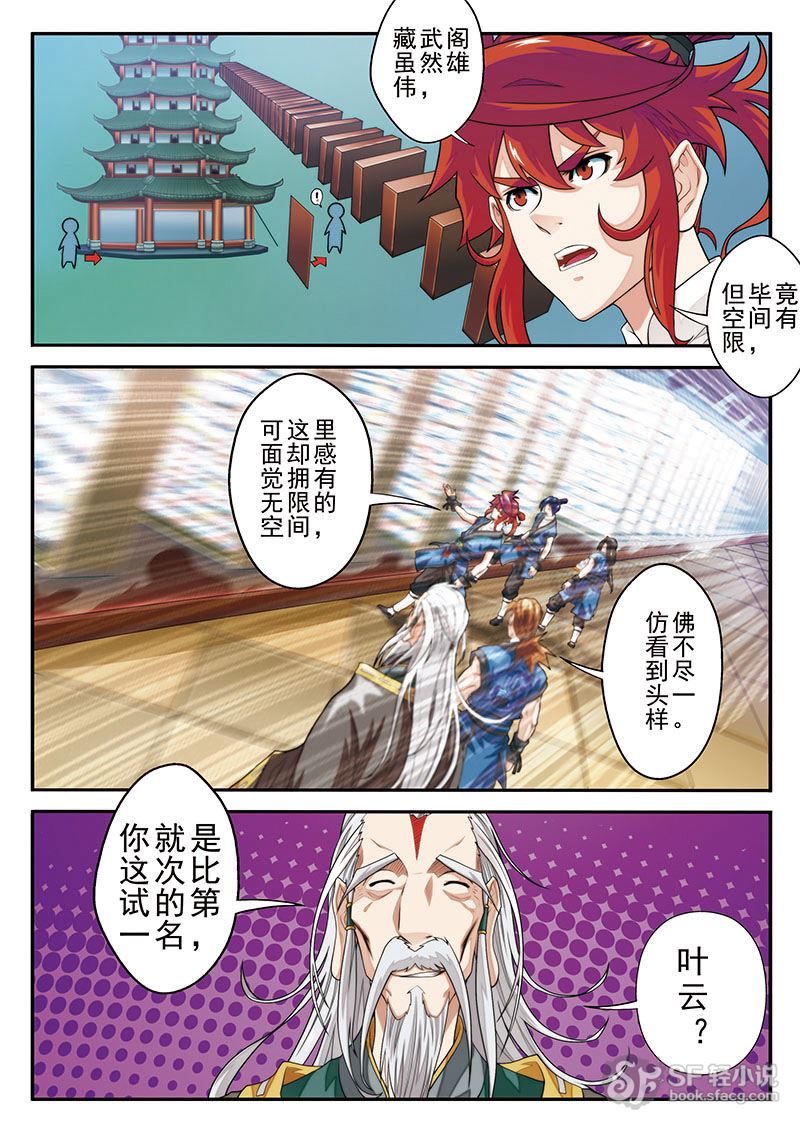 藏武阁
虽然雄
伟，
但毕竟
空间有
限，
可这里
面却感
觉拥有
无限的
空间，
仿佛
看不
到尽
头一
样。
你就是
这次比
试的第
一名，
叶
云？
!
SF轻小说
book.sfacg.com